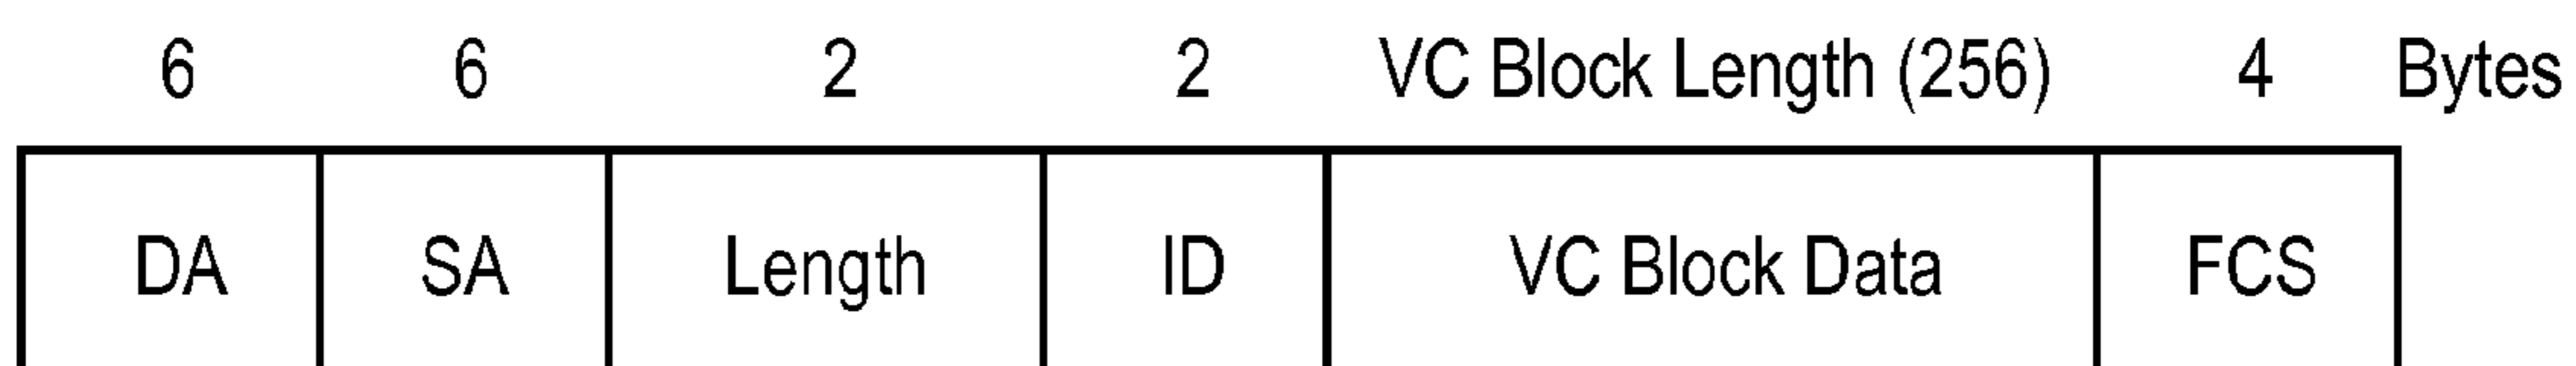 6 6 2 2 VC Block Length (256) 4 Bytes
DA SA Length ID VC Block Data FCS